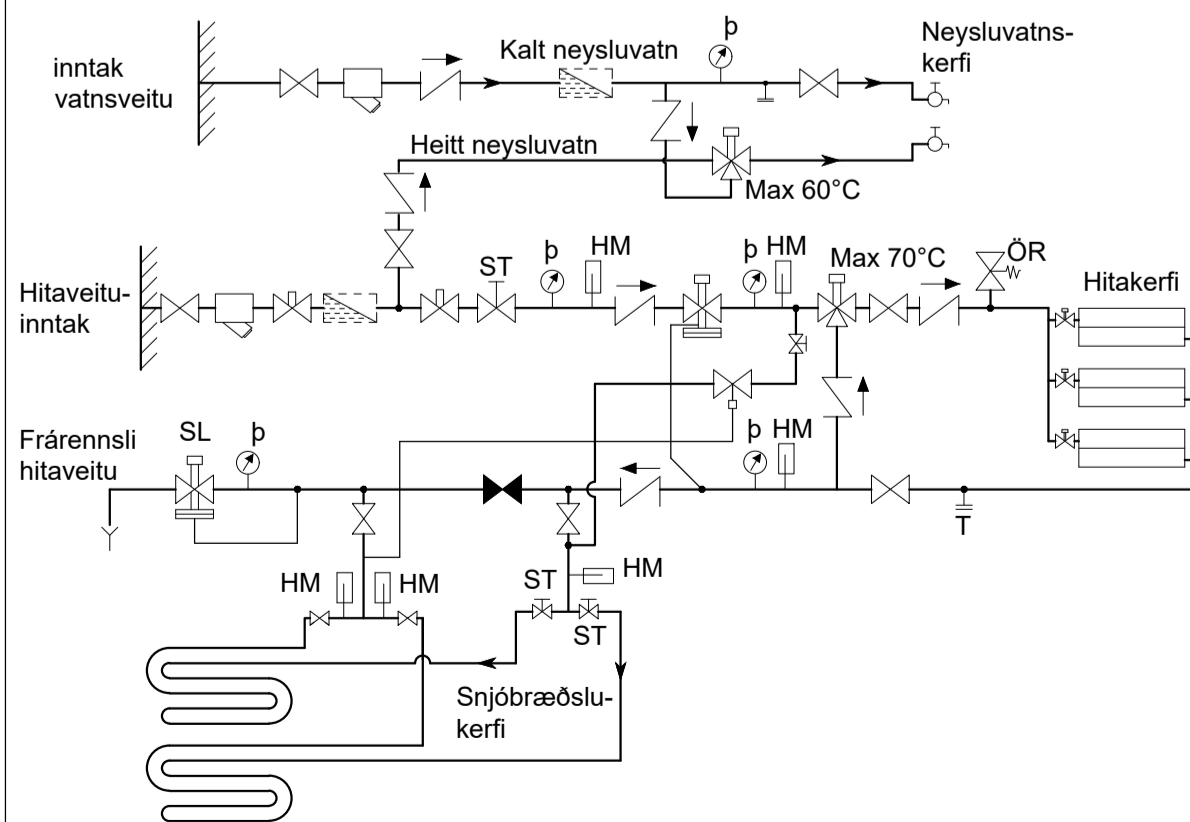 þ
Kalt neysluvatn
Neysluvatns-
kerfi
inntak
vatnsveitu
Heitt neysluvatn
Max 60°C
þ
HM
ST
þ
HM
Max 70°C
ÖR
Hitakerfi
Hitaveitu-
inntak
Frárennsli
hitaveitu
SL
þ
þ
HM
T
HM
HM
ST
HM
ST
Snjóbræðslu-
kerfi